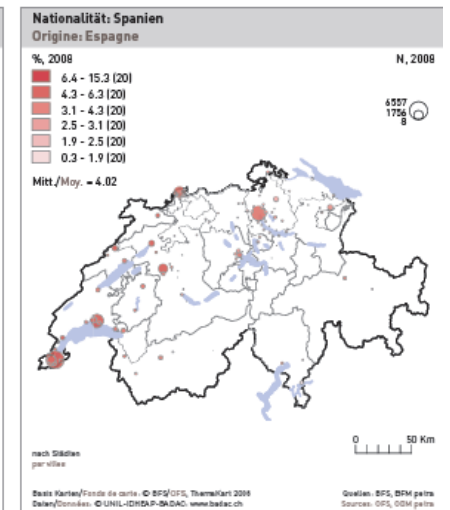 Nationalität: Spanien
Origine: Espagne
%, 2008
N, 2008
6.4 - 15.3 (20)
4.3 - 6.3 (20)
3.1 - 4.3 (20)
2.5 - 3.1 (20)
1.9 - 2.5 (20)
0.3 - 1.9 (20)
6557
1756
8
Mitt./Moy. = 4.02
0 50 Km
nach Städten
par villes
Basis Karten/Fonds de carte: © BFS/OFS, ThemaKart 2008
Quellen: BFS, BFM petra
Daten/Données: © UNIL-IDHEAP-BADAC: www.badac.ch
Sources: OFS, ODM petra